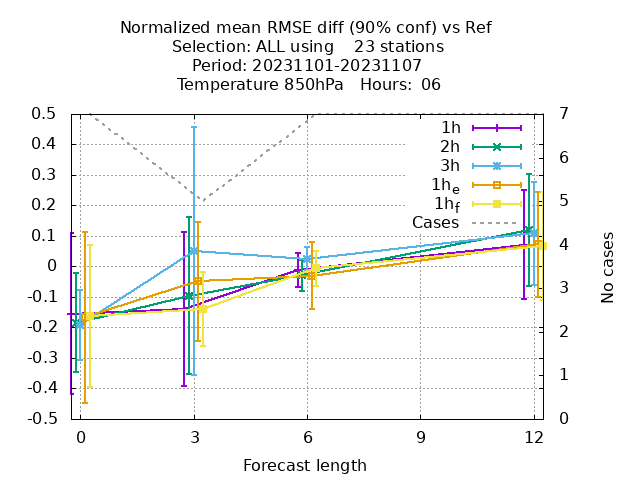 Normalized mean RMSE diff (90% conf) vs Ref
Selection: ALL using 23 stations
Period: 20231101-20231107
Temperature 850hPa Hours: 06
0.5
0.4
0.3
0.2
0.1
0
-0.1
-0.2
-0.3
-0.4
-0.5
7
6
5
4
3
2
1
0
1h
2h
3h
1he
1hf
Cases
No cases
0 3 6 9 12
Forecast length